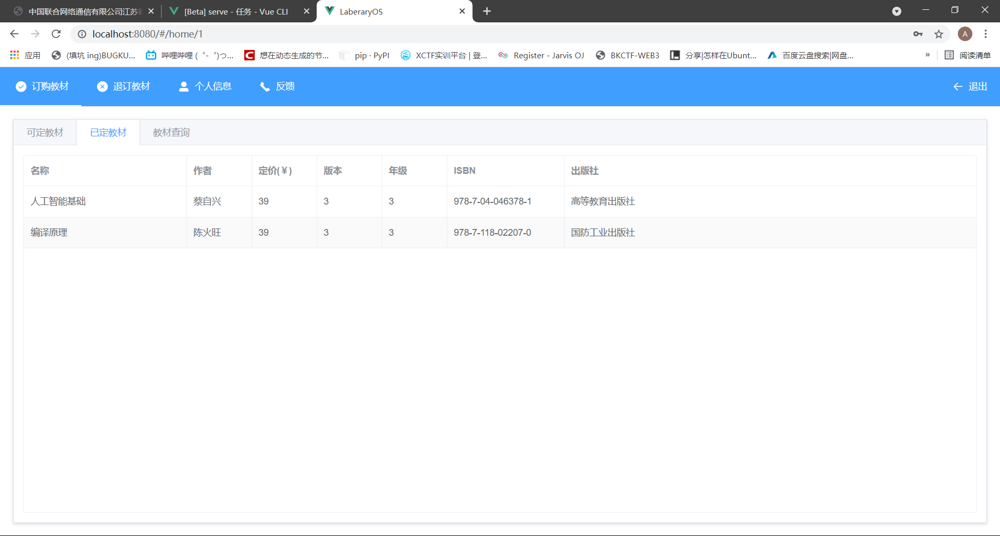 中国联合网络通信有限公司江苏省
[Beta] serve - 任务 - Vue CLI
LaberaryOS
localhost:8080/#/home/1
A
应用
(填坑 ing)BUGKU...
哔哩哔哩 ( ゜- ゜)つ...
想在动态生成的节...
pip · PyPI
XCTF实训平台 | 登...
Register - Jarvis OJ
BKCTF-WEB3
分享|怎样在Ubunt...
百度云盘搜索|网盘...
»
阅读清单
订购教材
退订教材
个人信息
反馈
退出
可定教材
已定教材
教材查询
名称 作者 定价(￥) 版本 年级 ISBN 出版社
人工智能基础 蔡自兴 39 3 3 978-7-04-046378-1 高等教育出版社
编译原理 陈火旺 39 3 3 978-7-118-02207-0 国防工业出版社